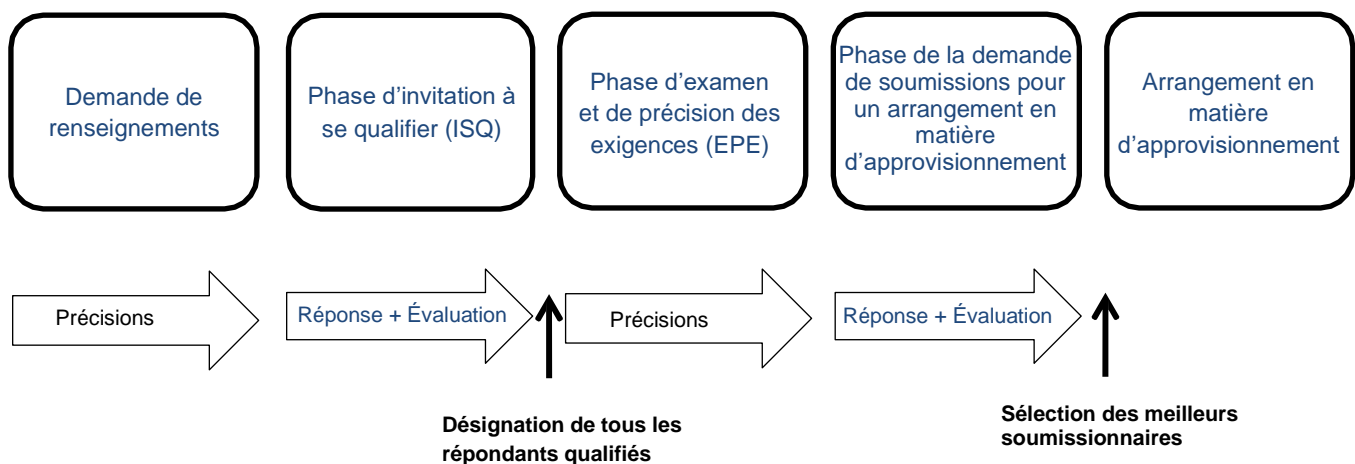 Demande de
renseignements
Phase d'invitation à
se qualifier (ISQ)
Phase d'examen
et de précision des
exigences (EPE)
Phase de la demande
de soumissions pour
un arrangement en
matière
d'approvisionnement
Arrangement en
matière
d'approvisionnement
Précisions
Réponse + Évaluation
Précisions
Réponse + Évaluation
Désignation de tous les
répondants qualifiés
Sélection des meilleurs
soumissionnaires